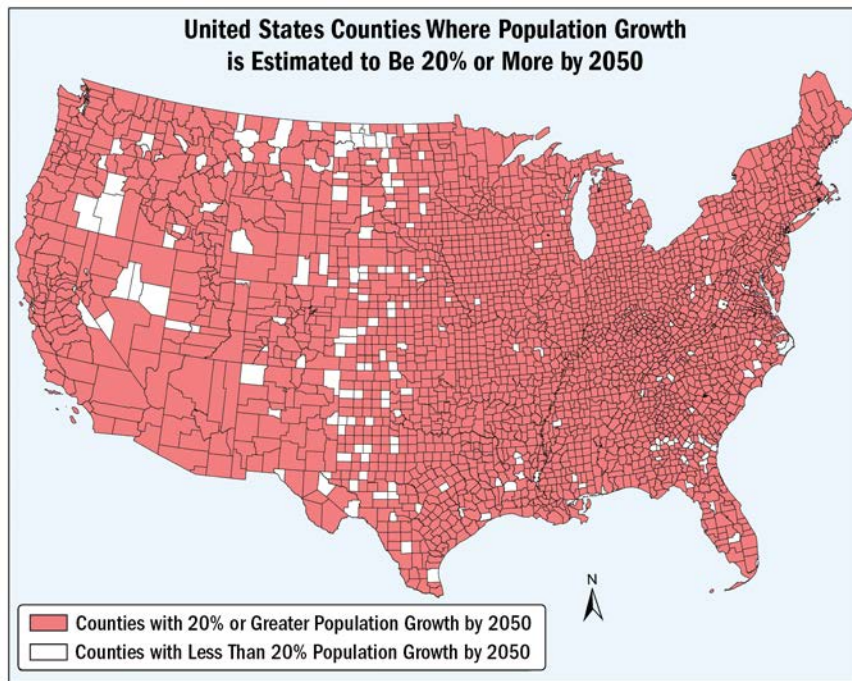 United States Counties Where Population Growth
is Estimated to Be 20% or More by 2050
N
Counties with 20% or Greater Population Growth by 2050
Counties with Less Than 20% Population Growth by 2050